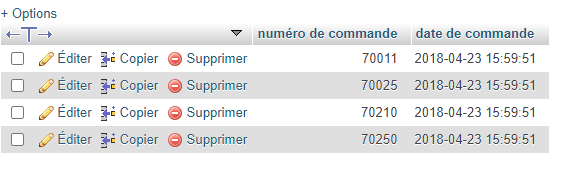 + Options
numéro de commande date de commande
Éditer Copier Supprimer 70011 2018-04-23 15:59:51
Éditer Copier Supprimer 70025 2018-04-23 15:59:51
Éditer Copier Supprimer 70210 2018-04-23 15:59:51
Éditer Copier Supprimer 70250 2018-04-23 15:59:51